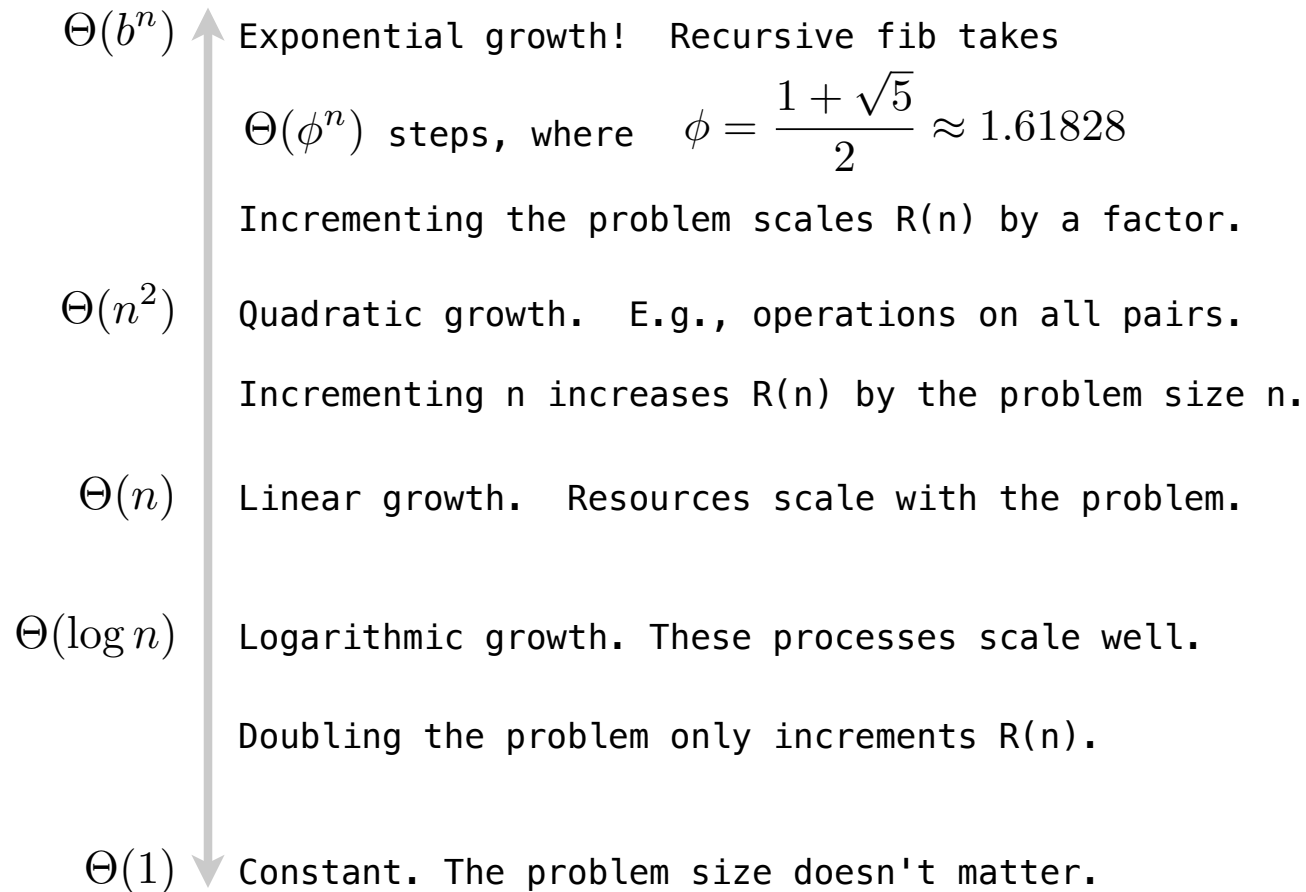 Θ(bⁿ) Exponential growth!  Recursive fib takes
Θ(ϕⁿ) steps, where ϕ = (1 + √5)/2 ≈ 1.61828
Incrementing the problem scales R(n) by a factor.
Θ(n²) Quadratic growth.  E.g., operations on all pairs.
Incrementing n increases R(n) by the problem size n.
Θ(n) Linear growth.  Resources scale with the problem.
Θ(log n) Logarithmic growth. These processes scale well.
Doubling the problem only increments R(n).
Θ(1) Constant. The problem size doesn't matter.